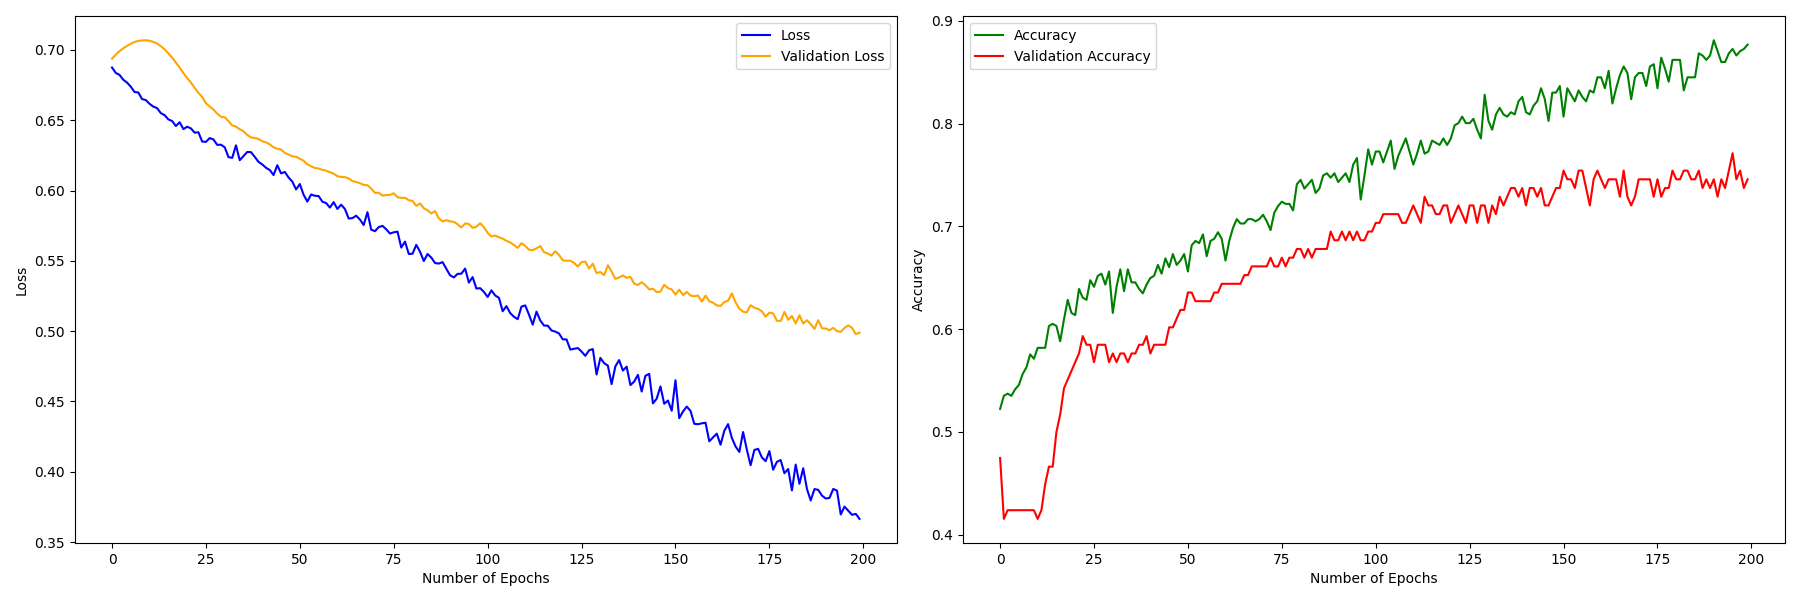 Loss
Validation Loss
0.70
0.65
0.60
0.55
0.50
0.45
0.40
0.35
Loss
0 25 50 75 100 125 150 175 200
Number of Epochs
Accuracy
Validation Accuracy
0.9
0.8
0.7
0.6
0.5
0.4
Accuracy
0 25 50 75 100 125 150 175 200
Number of Epochs